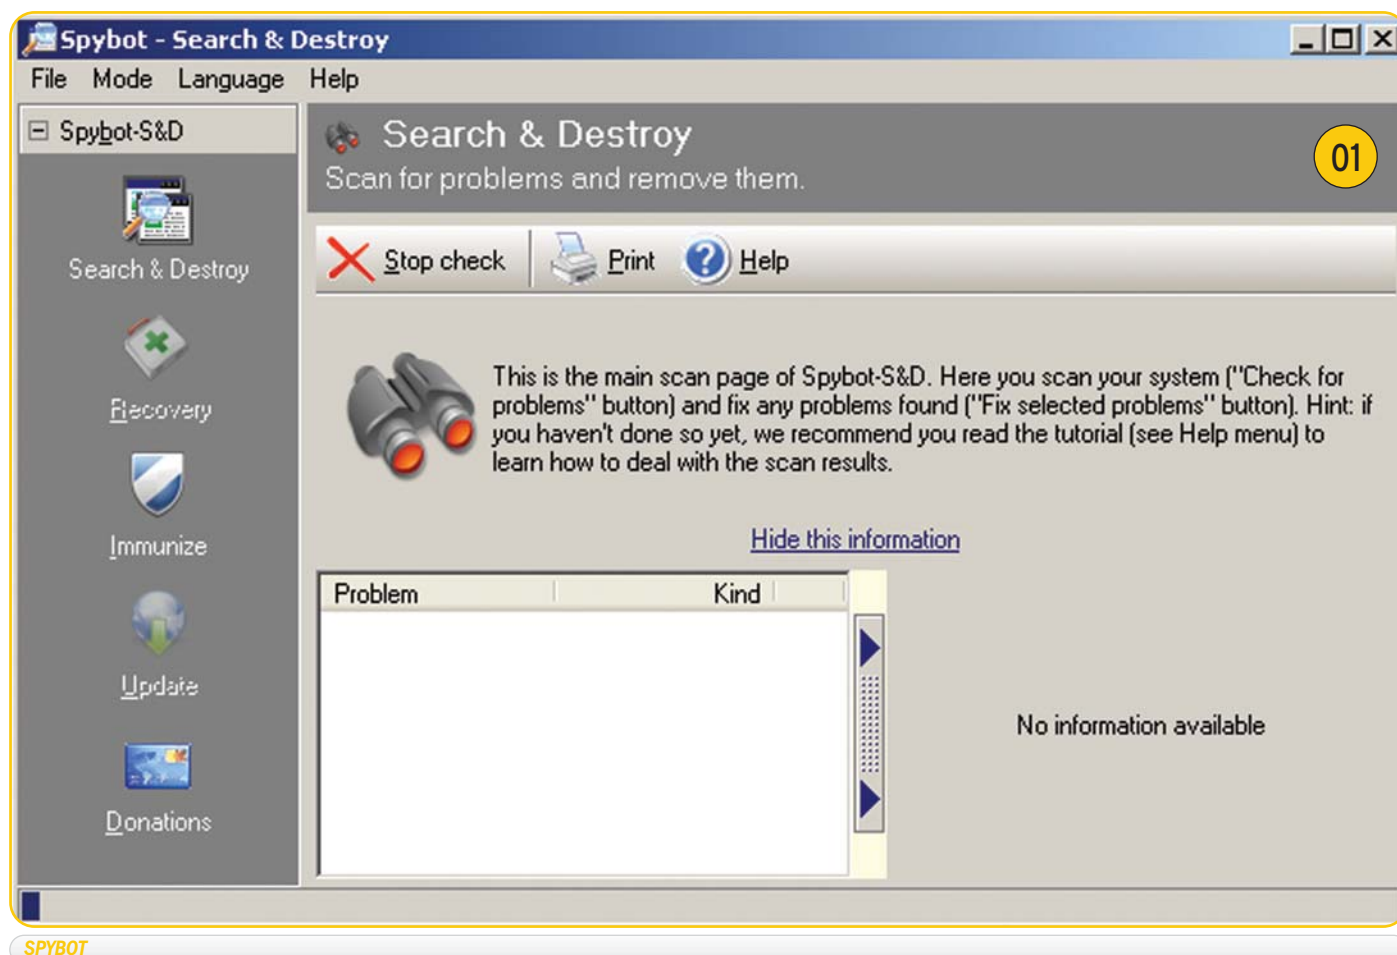 Spybot - Search & Destroy
File Mode Language Help
Spybot-S&D
Search & Destroy
Scan for problems and remove them.
01
Search & Destroy
Recovery
Immunize
Update
Donations
Stop check Print Help
This is the main scan page of Spybot-S&D. Here you scan your system ("Check for
problems" button) and fix any problems found ("Fix selected problems" button). Hint: if
you haven't done so yet, we recommend you read the tutorial (see Help menu) to
learn how to deal with the scan results.
Hide this information
Problem Kind
No information available
SPYBOT